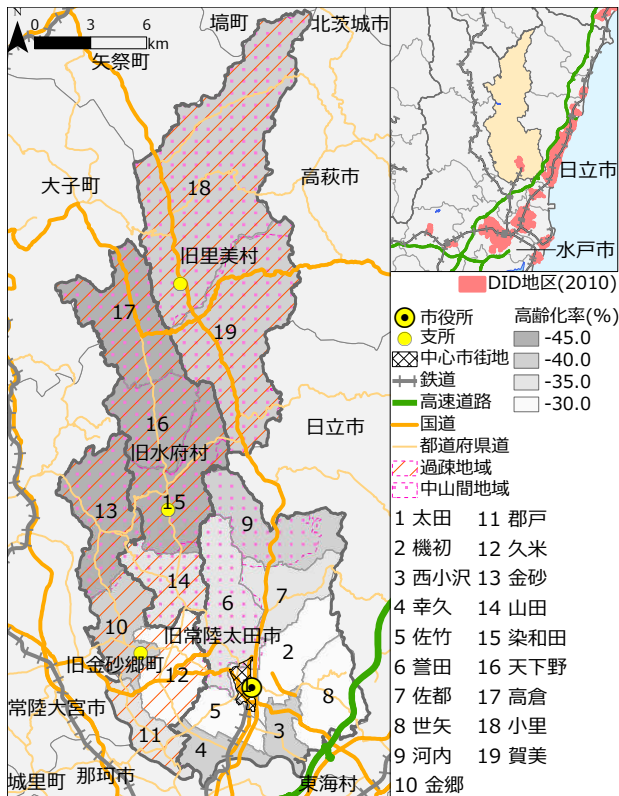 N
0 3 6
km
塙町
北茨城市
矢祭町
大子町
高萩市
18
旧里美村
17
19
16
旧水府村
日立市
13
15
9
14
6
7
10
旧常陸太田市
2
旧金砂郷町
12
1
常陸大宮市
5
8
11
3
4
城里町
那珂市
東海村
日立市
水戸市
DID地区(2010)
市役所
支所
中心市街地
鉄道
高速道路
国道
都道府県道
過疎地域
中山間地域
高齢化率(%)
-45.0
-40.0
-35.0
-30.0
1 太田
2 機初
3 西小沢
4 幸久
5 佐竹
6 誉田
7 佐都
8 世矢
9 河内
10 金郷
11 郡戸
12 久米
13 金砂
14 山田
15 染和田
16 天下野
17 高倉
18 小里
19 賀美